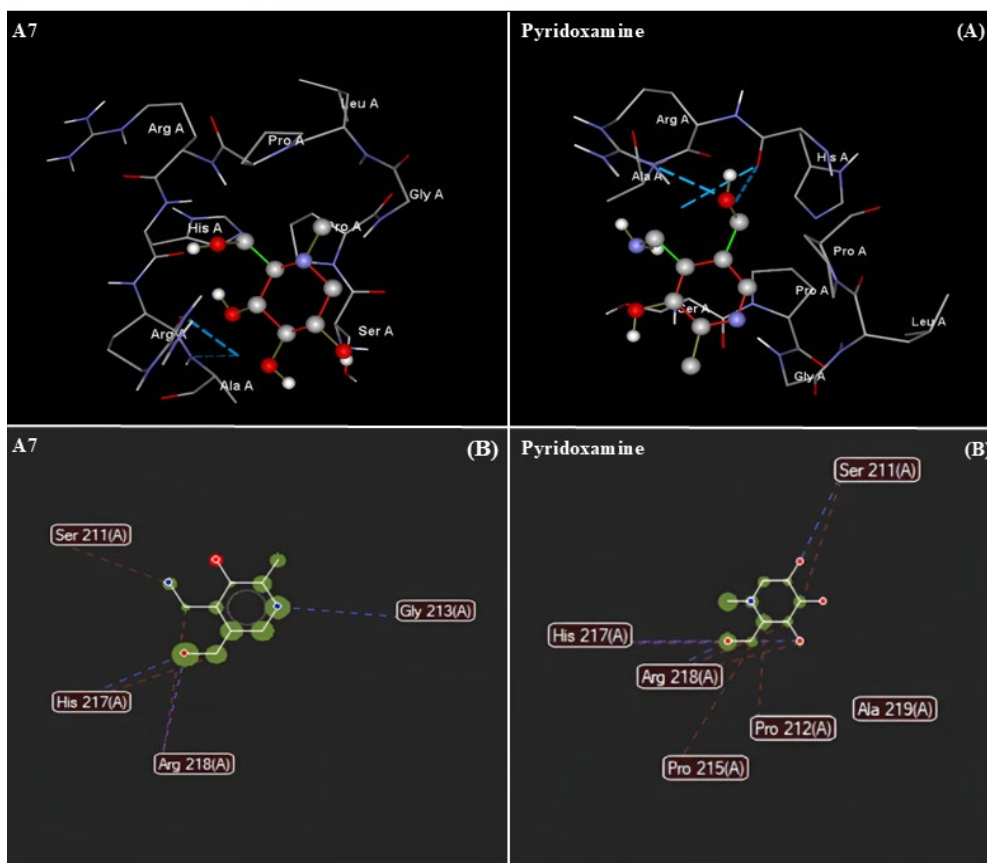 A7
Leu A
Arg A
Pro A
Gly A
His A
Pro A
Arg A
Ser A
Ala A
Pyridoxamine
(A)
Arg A
His A
Ala A
Pro A
Ser A
Pro A
Leu A
Gly A
A7
(B)
Ser 211(A)
Gly 213(A)
His 217(A)
Arg 218(A)
Pyridoxamine
(B)
Ser 211(A)
His 217(A)
Arg 218(A)
Ala 219(A)
Pro 212(A)
Pro 215(A)